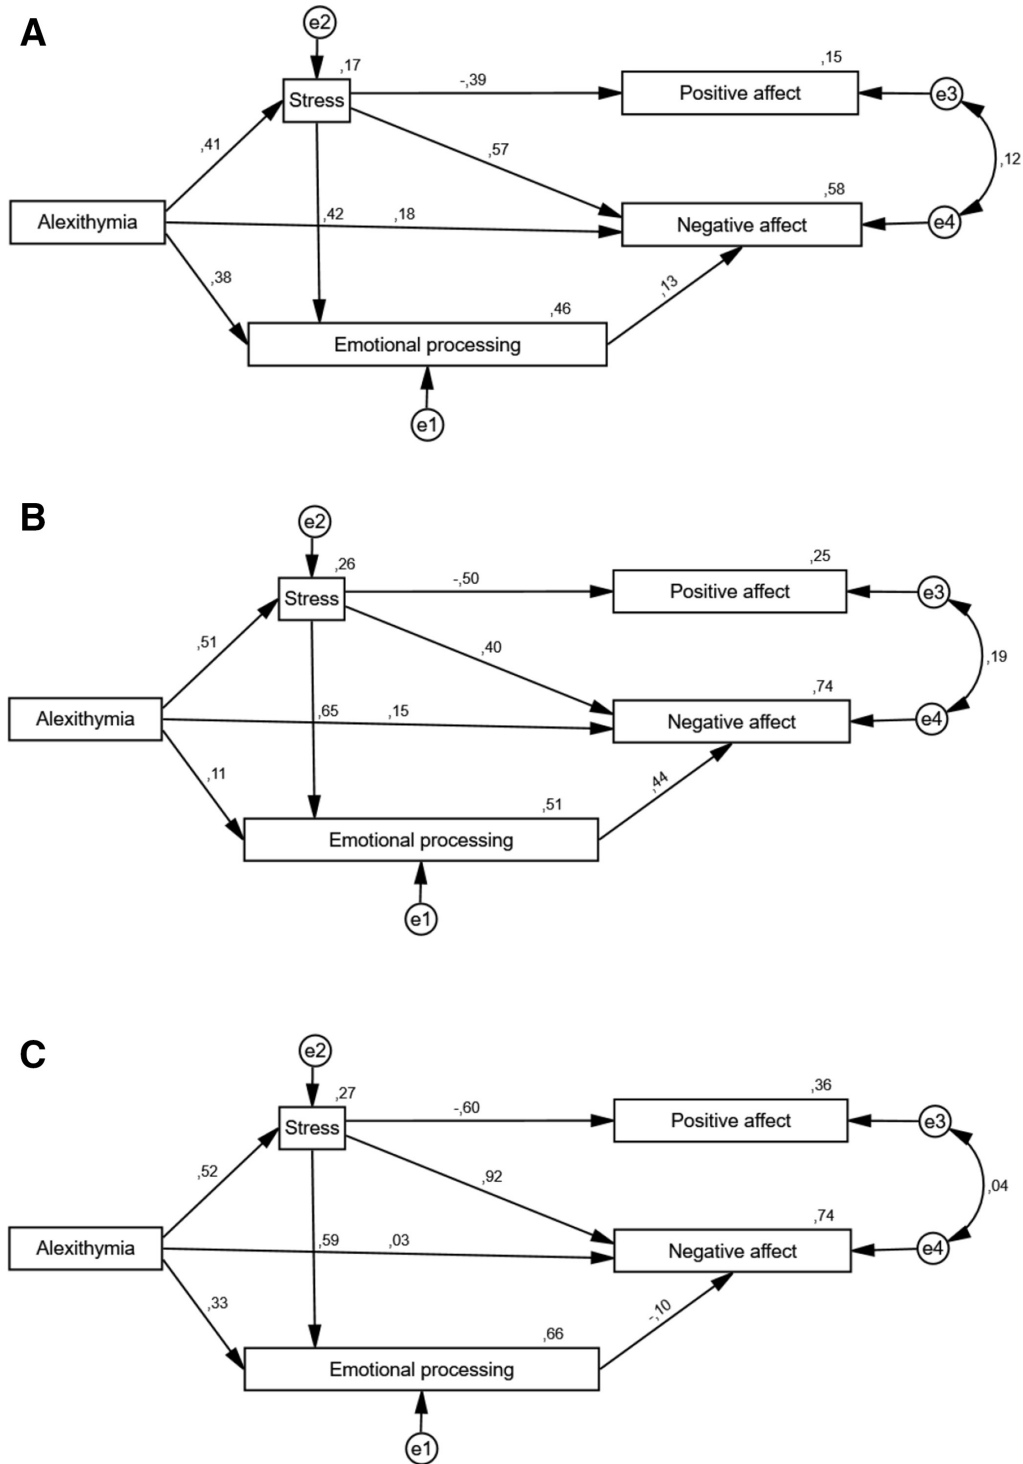 A
e2
,17
Stress
-,39
,15
Positive affect
e3
,41
,57
,12
,58
Alexithymia
,42
,18
Negative affect
e4
,38
,13
,46
Emotional processing
e1
B
e2
,26
Stress
-,50
,25
Positive affect
e3
,51
,40
,19
,74
Alexithymia
,65
,15
Negative affect
e4
,11
,44
,51
Emotional processing
e1
C
e2
,27
Stress
-,60
,36
Positive affect
e3
,52
,92
,04
,74
Alexithymia
,59
,03
Negative affect
e4
,33
-,10
,66
Emotional processing
e1